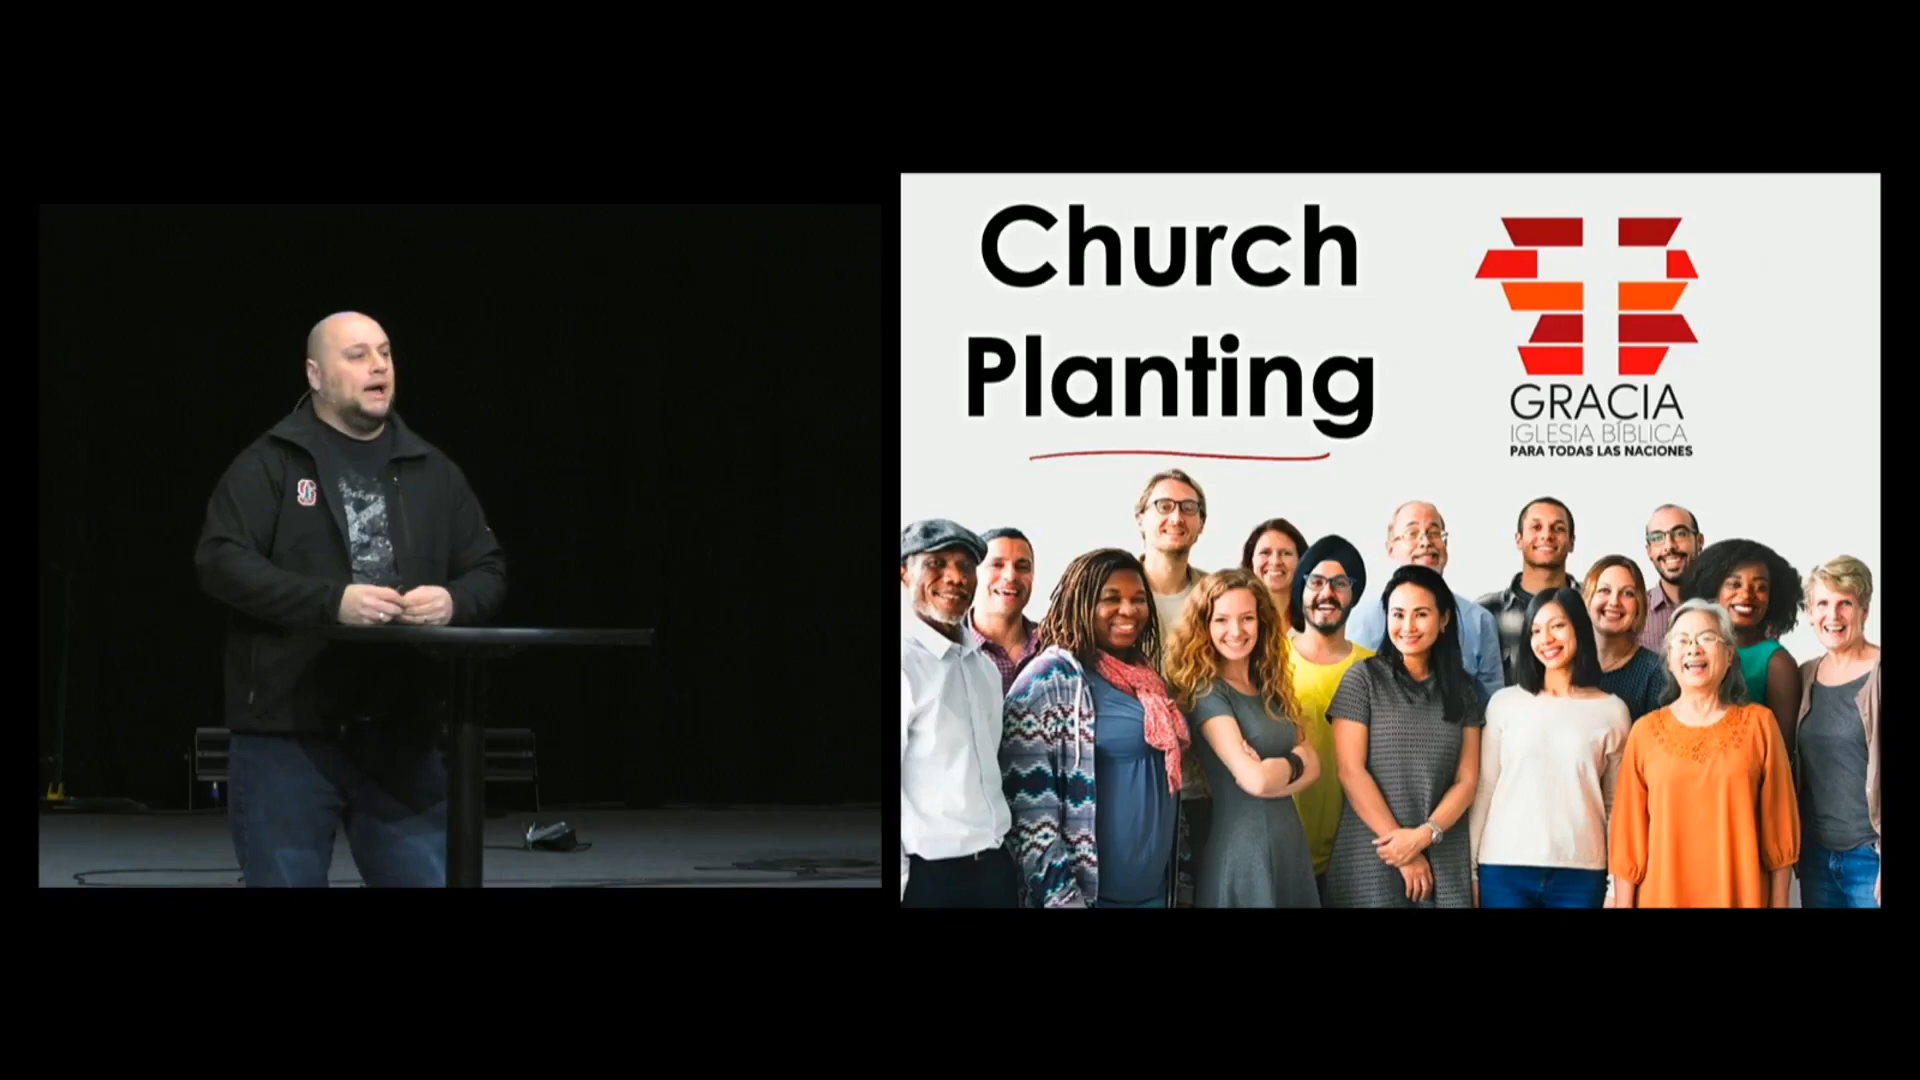 Church
Planting
GRACIA
IGLESIA BÍBLICA
PARA TODAS LAS NACIONES
S